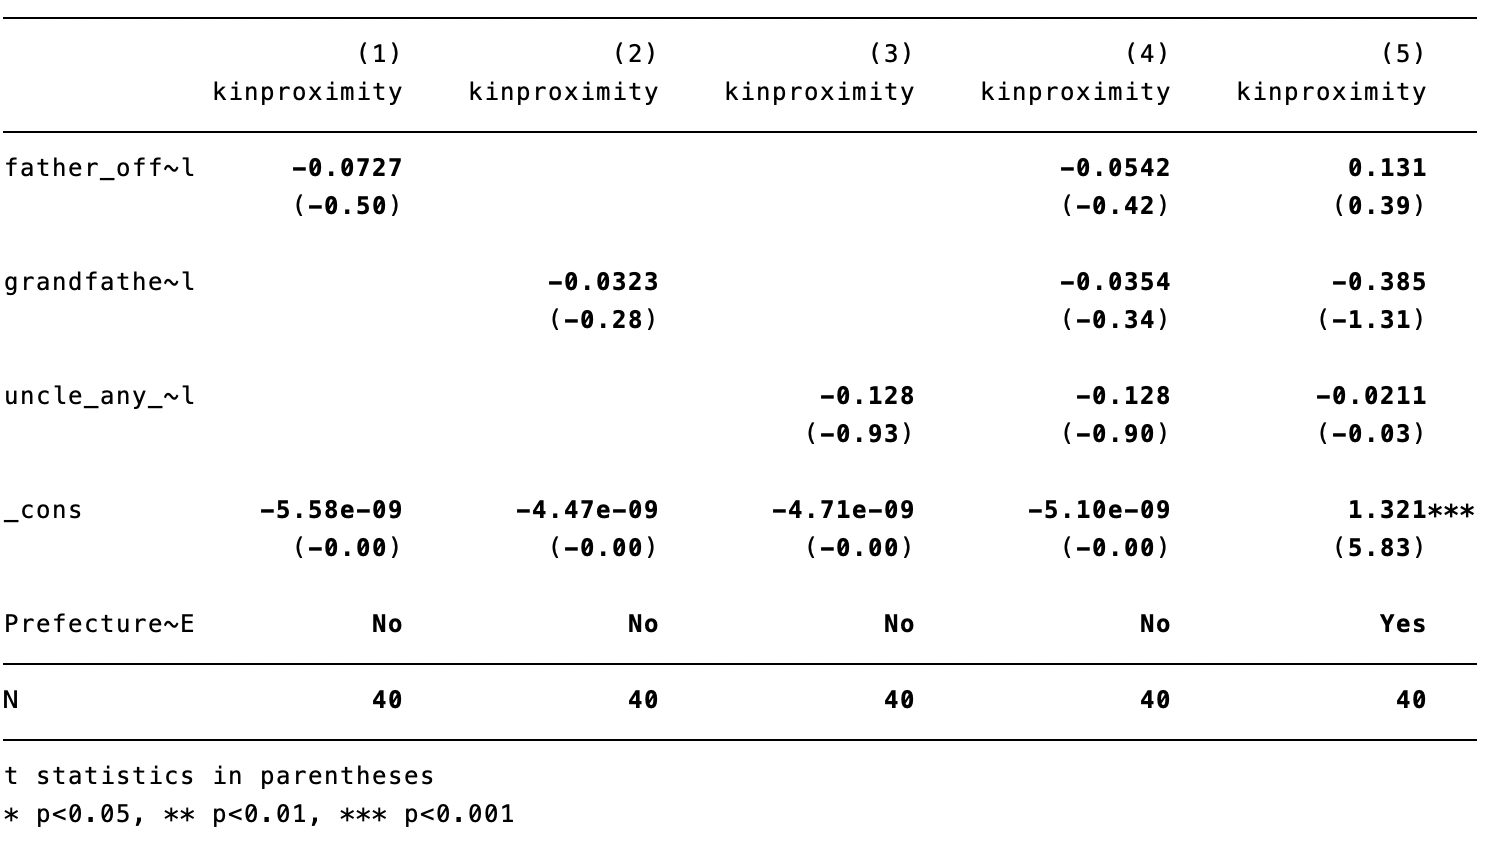 (1) (2) (3) (4) (5)
kinproximity kinproximity kinproximity kinproximity kinproximity
father_off~l -0.0727 -0.0542 0.131
(-0.50) (-0.42) (0.39)
grandfathe~l -0.0323 -0.0354 -0.385
(-0.28) (-0.34) (-1.31)
uncle_any_~l -0.128 -0.128 -0.0211
(-0.93) (-0.90) (-0.03)
_cons -5.58e-09 -4.47e-09 -4.71e-09 -5.10e-09 1.321***
(-0.00) (-0.00) (-0.00) (-0.00) (5.83)
Prefecture~E No No No No Yes
N 40 40 40 40 40
t statistics in parentheses
* p<0.05, ** p<0.01, *** p<0.001